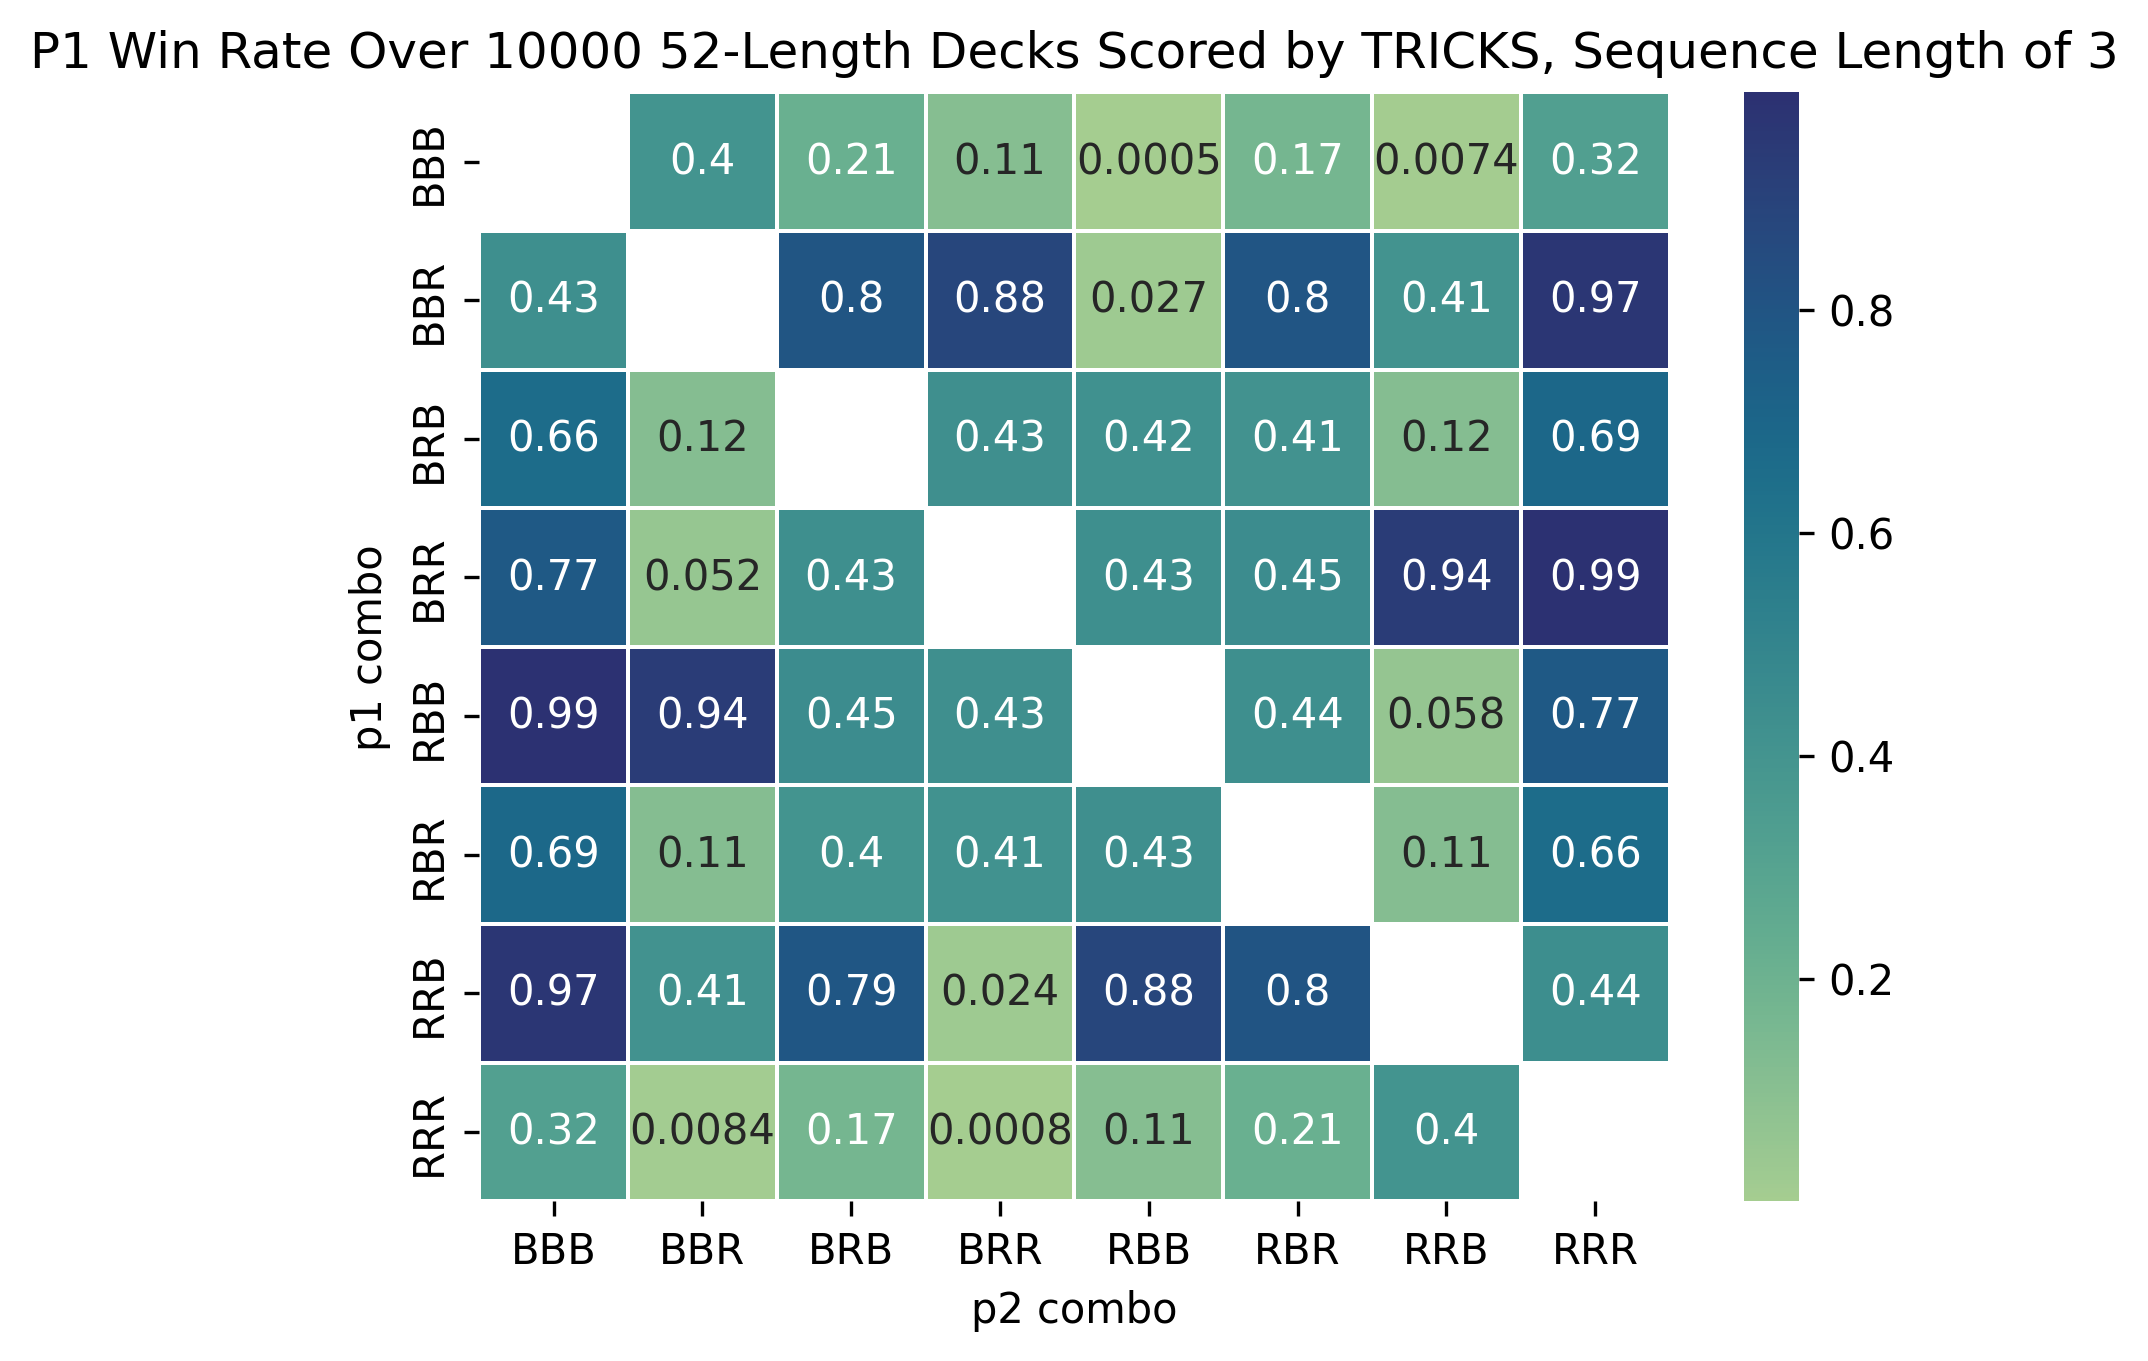 P1 Win Rate Over 10000 52-Length Decks Scored by TRICKS, Sequence Length of 3
BBB 0.4 0.21 0.11 0.0005 0.17 0.0074 0.32
BBR 0.43 0.8 0.88 0.027 0.8 0.41 0.97
BRB 0.66 0.12 0.43 0.42 0.41 0.12 0.69
BRR 0.77 0.052 0.43 0.43 0.45 0.94 0.99
RBB 0.99 0.94 0.45 0.43 0.44 0.058 0.77
RBR 0.69 0.11 0.4 0.41 0.43 0.11 0.66
RRB 0.97 0.41 0.79 0.024 0.88 0.8 0.44
RRR 0.32 0.0084 0.17 0.0008 0.11 0.21 0.4
BBB BBR BRB BRR RBB RBR RRB RRR
p2 combo
p1 combo
0.8
0.6
0.4
0.2